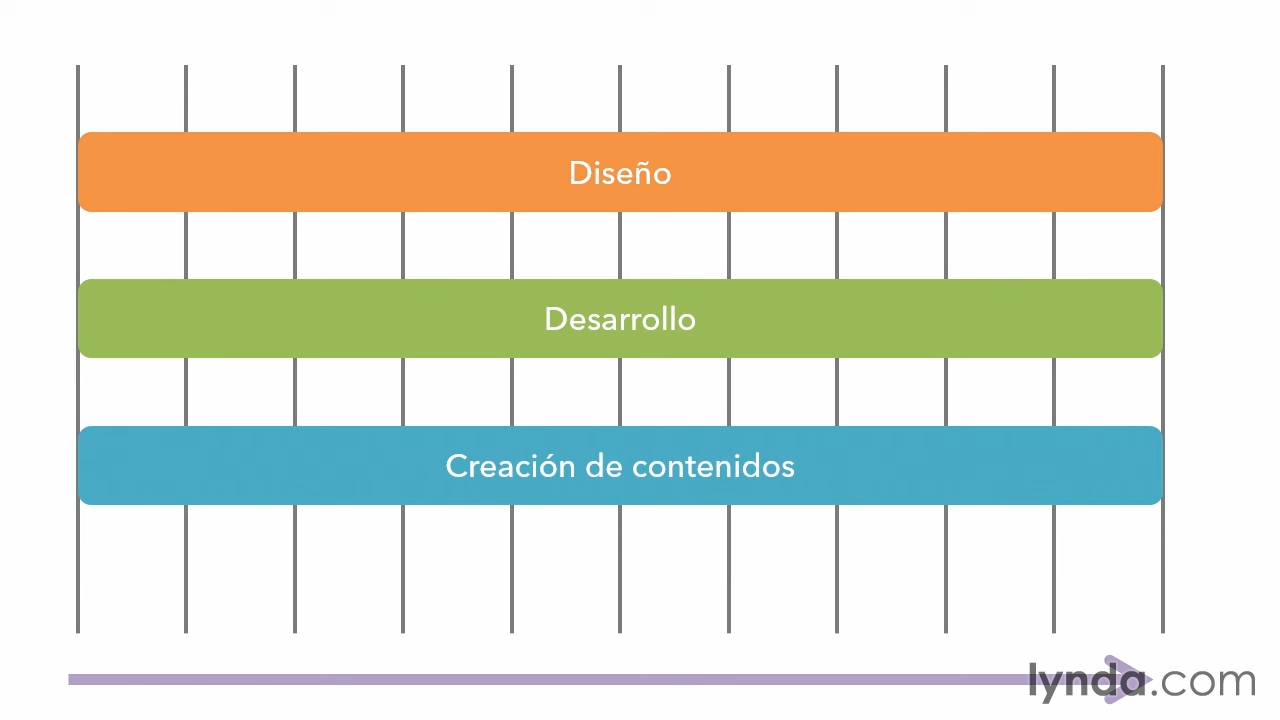 Diseño
Desarrollo
Creación de contenidos
lynda.com